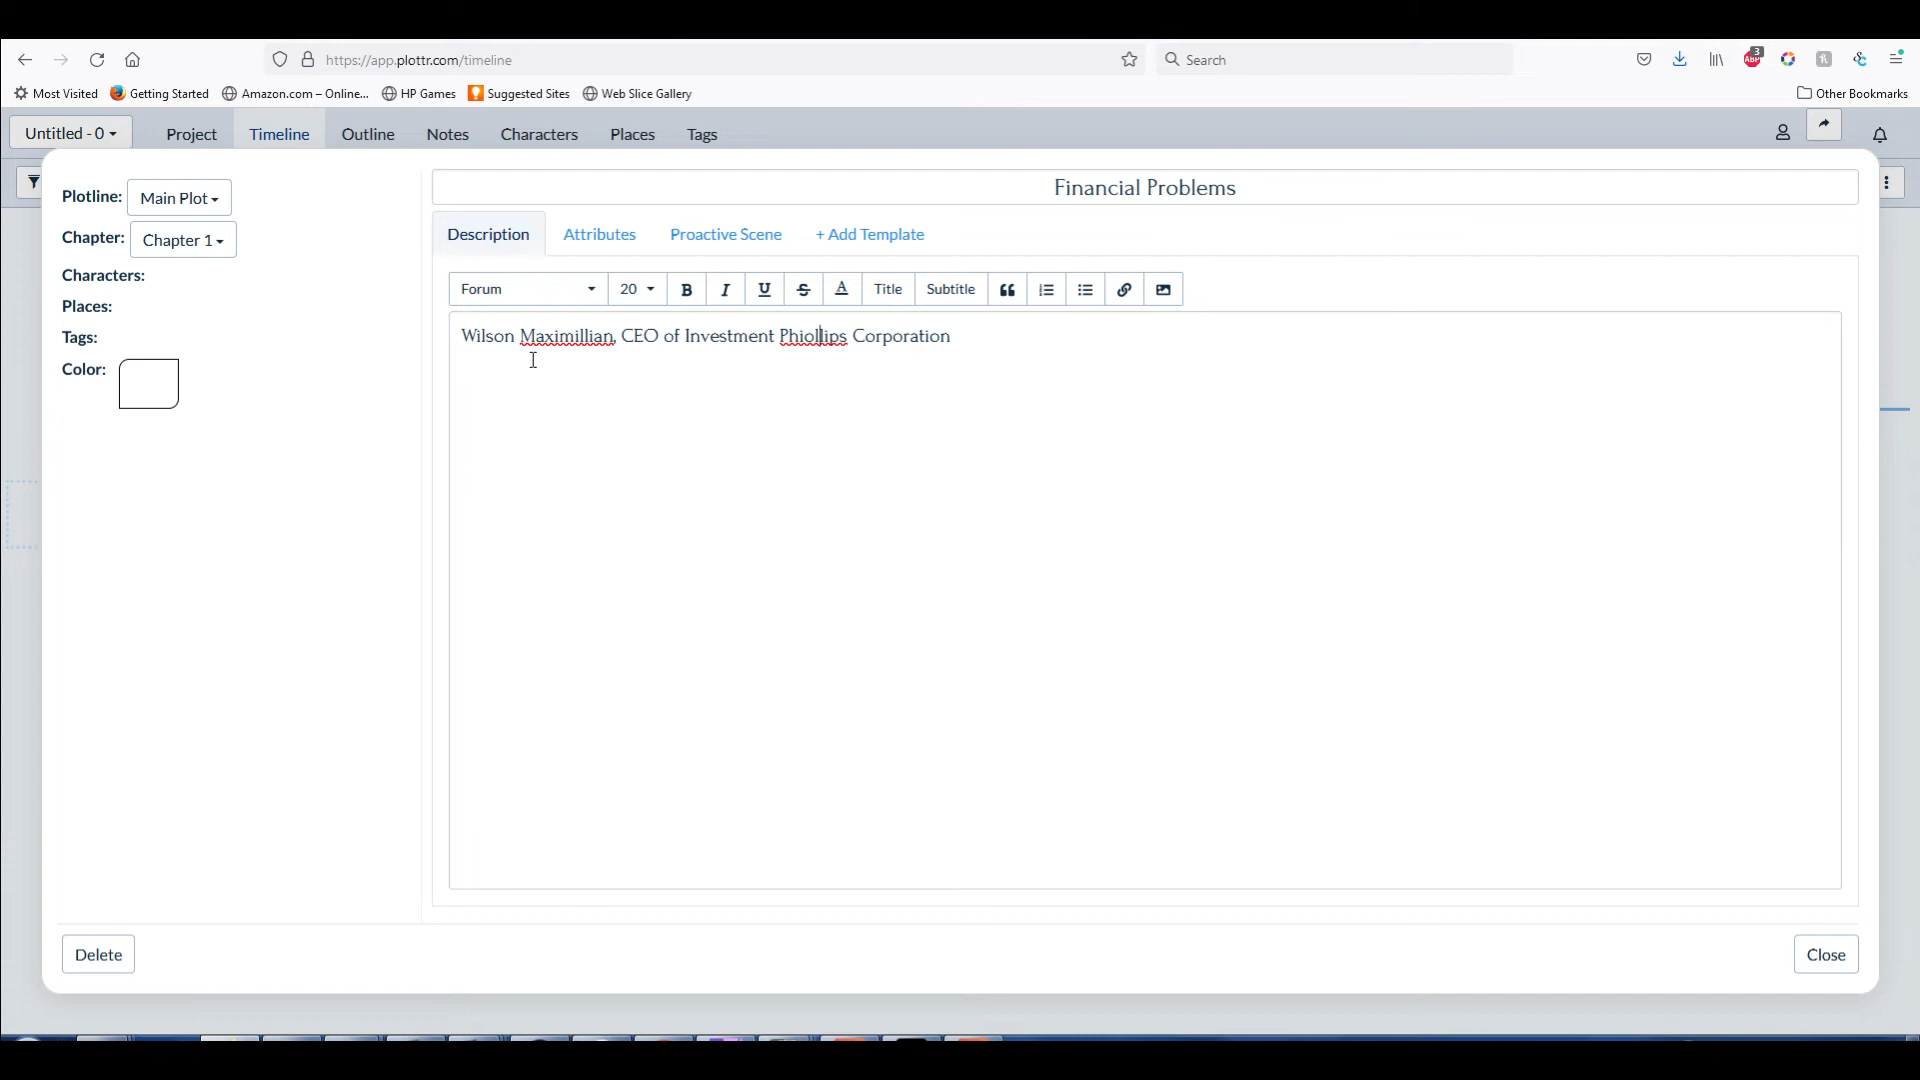 https://app.plottr.com/timeline
Search
3
Most Visited
Getting Started
Amazon.com – Online...
HP Games
Suggested Sites
Web Slice Gallery
Other Bookmarks
Untitled - 0
Project
Timeline
Outline
Notes
Characters
Places
Tags
Plotline: Main Plot
Chapter: Chapter 1
Characters:
Places:
Tags:
Color:
Financial Problems
Description
Attributes
Proactive Scene
+ Add Template
Forum
20
B
I
U
S
A
Title
Subtitle
Wilson Maximillian, CEO of Investment Phiollips Corporation
Delete
Close